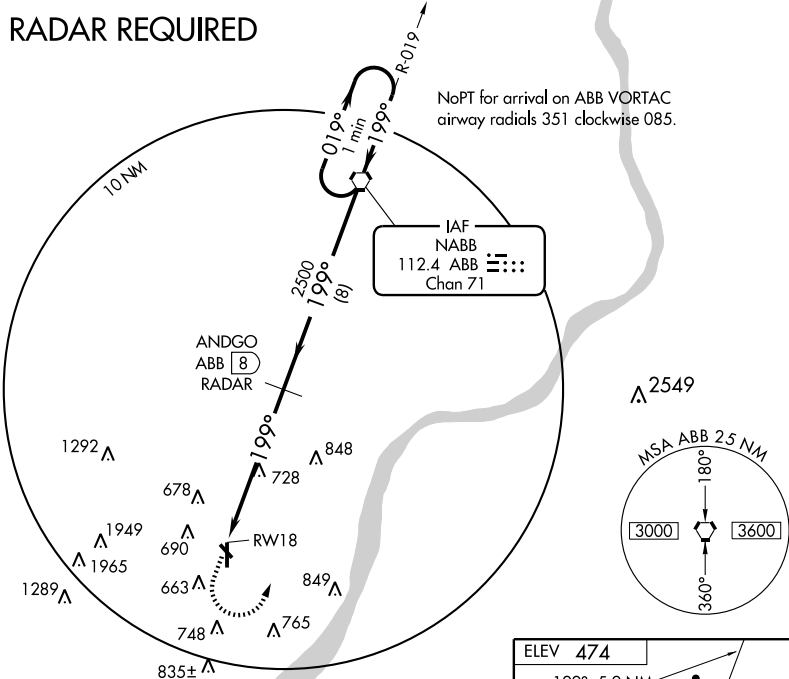 RADAR REQUIRED
R-019
NoPT for arrival on ABB VORTAC
airway radials 351 clockwise 085.
019°
1 min
199°
10 NM
IAF
NABB
112.4 ABB
Chan 71
2500
199°
(8)
ANDGO
ABB 8
RADAR
2549
199°
1292
848
728
678
MSA ABB 25 NM
180°
3000
3600
360°
1949
690
RW18
1965
1289
663
849
748
765
835±
ELEV 474